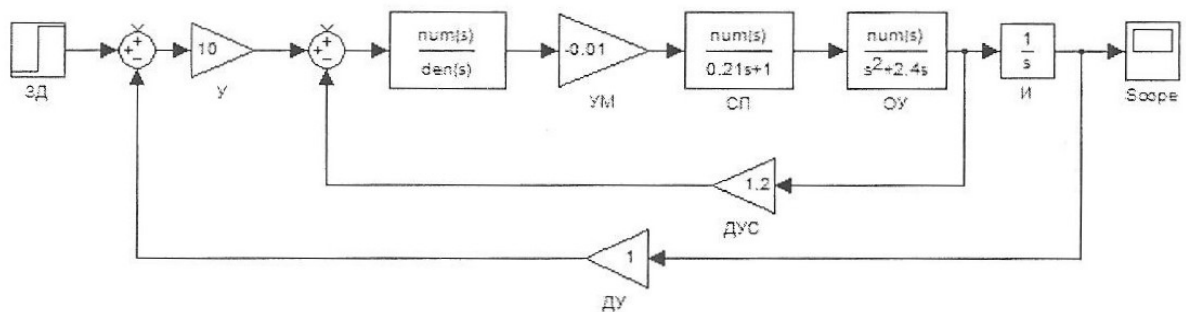 ЗД
10
У
num(s)
den(s)
-0.01
УМ
num(s)
0.21s+1
СП
num(s)
s²+2.4s
ОУ
1
s
И
Scope
1.2
ДУС
1
ДУ